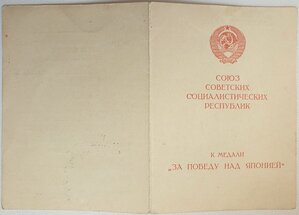 СОЮЗ
СОВЕТСКИХ
СОЦИАЛИСТИЧЕСКИХ
РЕСПУБЛИК
К МЕДАЛИ
„ЗА ПОБЕДУ НАД ЯПОНИЕЙ“